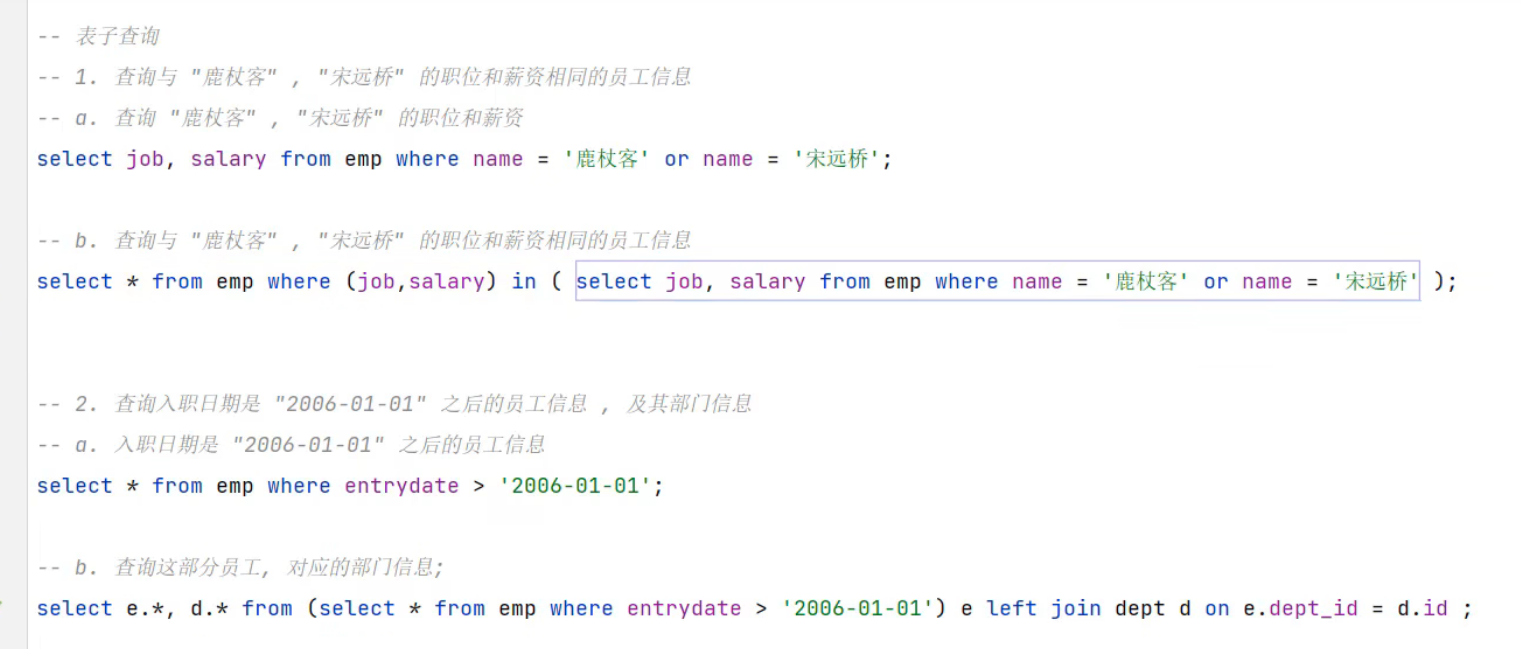 -- 表子查询
-- 1. 查询与 "鹿杖客" , "宋远桥" 的职位和薪资相同的员工信息
-- a. 查询 "鹿杖客" , "宋远桥" 的职位和薪资
select job, salary from emp where name = '鹿杖客' or name = '宋远桥';
-- b. 查询与 "鹿杖客" , "宋远桥" 的职位和薪资相同的员工信息
select * from emp where (job,salary) in ( select job, salary from emp where name = '鹿杖客' or name = '宋远桥' );
-- 2. 查询入职日期是 "2006-01-01" 之后的员工信息 , 及其部门信息
-- a. 入职日期是 "2006-01-01" 之后的员工信息
select * from emp where entrydate > '2006-01-01';
-- b. 查询这部分员工, 对应的部门信息;
select e.*, d.* from (select * from emp where entrydate > '2006-01-01') e left join dept d on e.dept_id = d.id ;